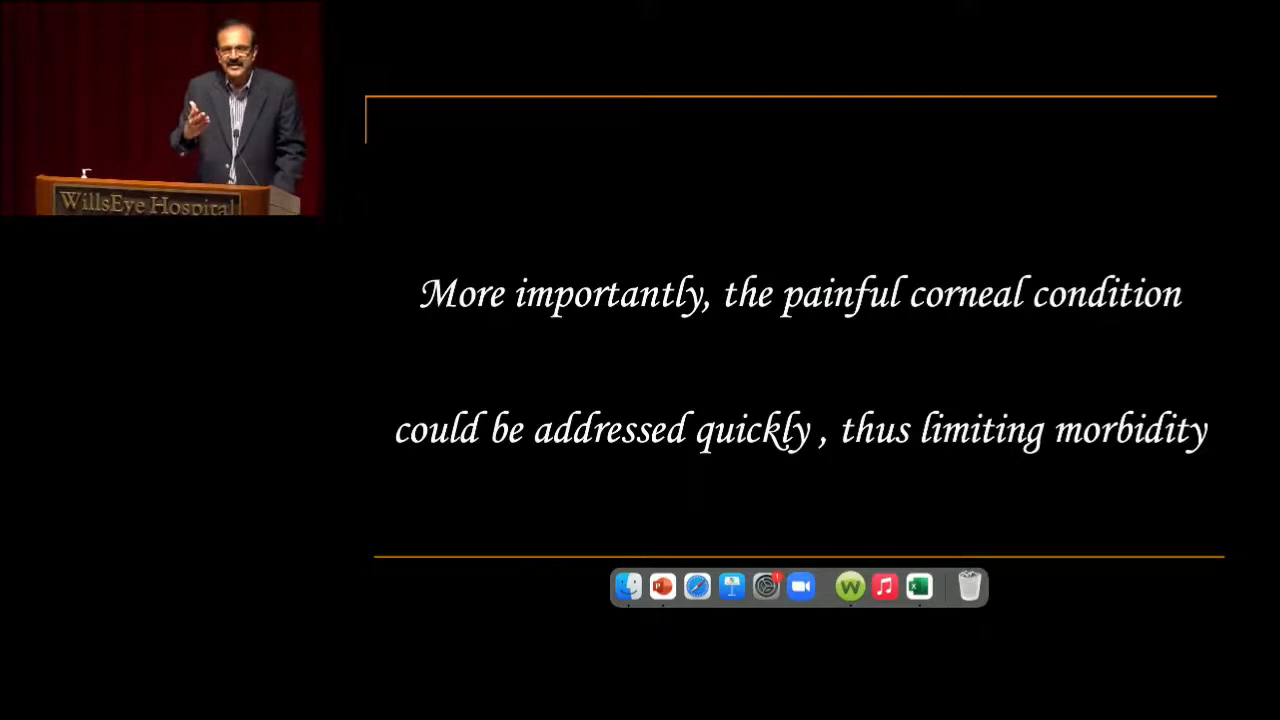 WillsEye Hospital
More importantly, the painful corneal condition
could be addressed quickly , thus limiting morbidity